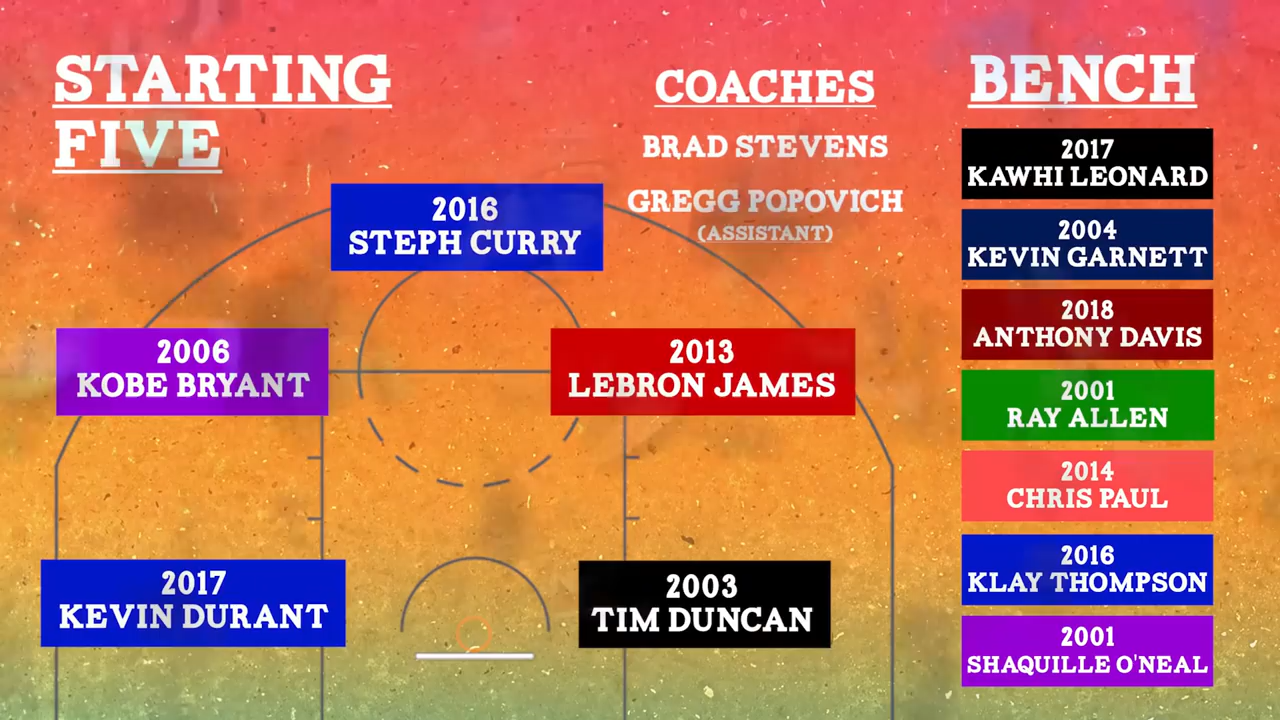 STARTING
FIVE
2016
STEPH CURRY
2006
KOBE BRYANT
2013
LEBRON JAMES
2017
KEVIN DURANT
2003
TIM DUNCAN
COACHES
BRAD STEVENS
GREGG POPOVICH
(ASSISTANT)
BENCH
2017
KAWHI LEONARD
2004
KEVIN GARNETT
2018
ANTHONY DAVIS
2001
RAY ALLEN
2014
CHRIS PAUL
2016
KLAY THOMPSON
2001
SHAQUILLE O'NEAL